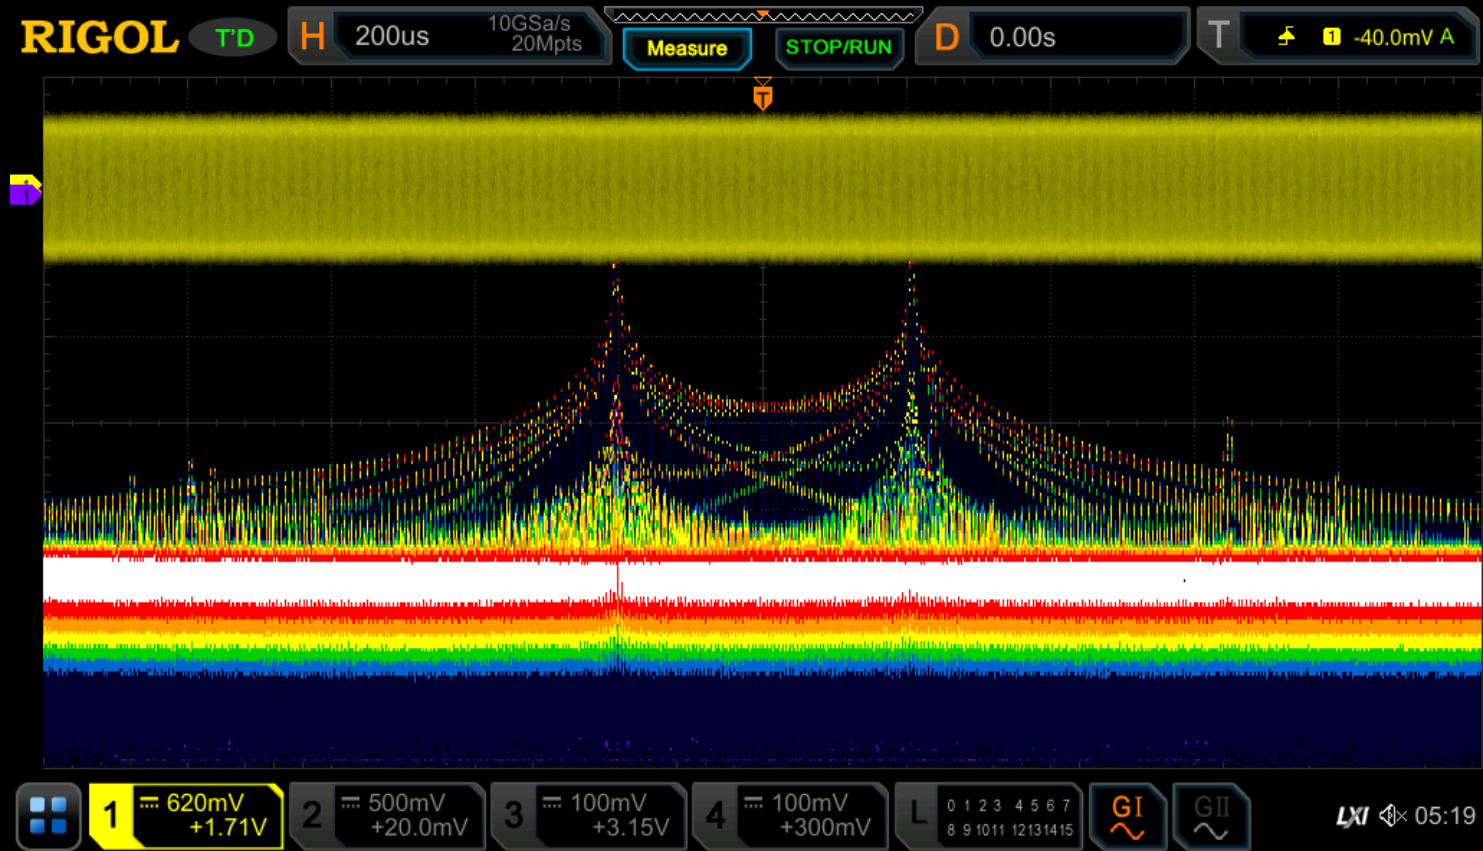 RIGOL T'D H 200us 10GSa/s 20Mpts Measure STOP/RUN D 0.00s T 1 -40.0mV A
T
1
1
1 620mV +1.71V
2 500mV +20.0mV
3 100mV +3.15V
4 100mV +300mV
L 0 1 2 3 4 5 6 7
8 9 10 11 12 13 14 15
GI
GII
LXI 05:19